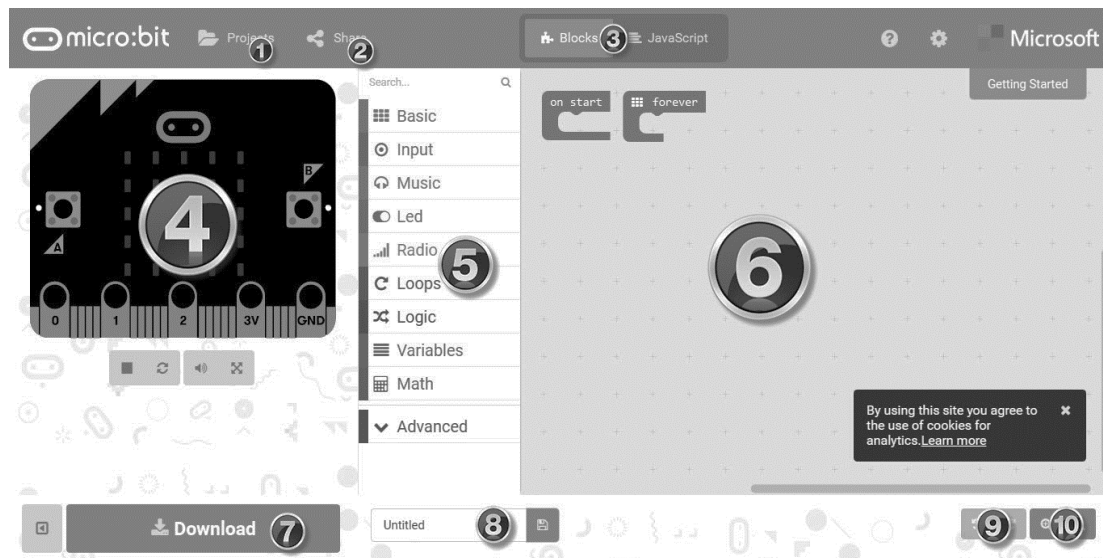 micro:bit Projects 1 Share 2 Blocks 3 JavaScript ? Microsoft
Getting Started
Search...
Basic
Input
Music
Led
Radio
Loops
Logic
Variables
Math
Advanced
on start forever
B
A
4
5
6
0 1 2 3V GND
By using this site you agree to
the use of cookies for
analytics.Learn more
Download 7
Untitled 8
9 10